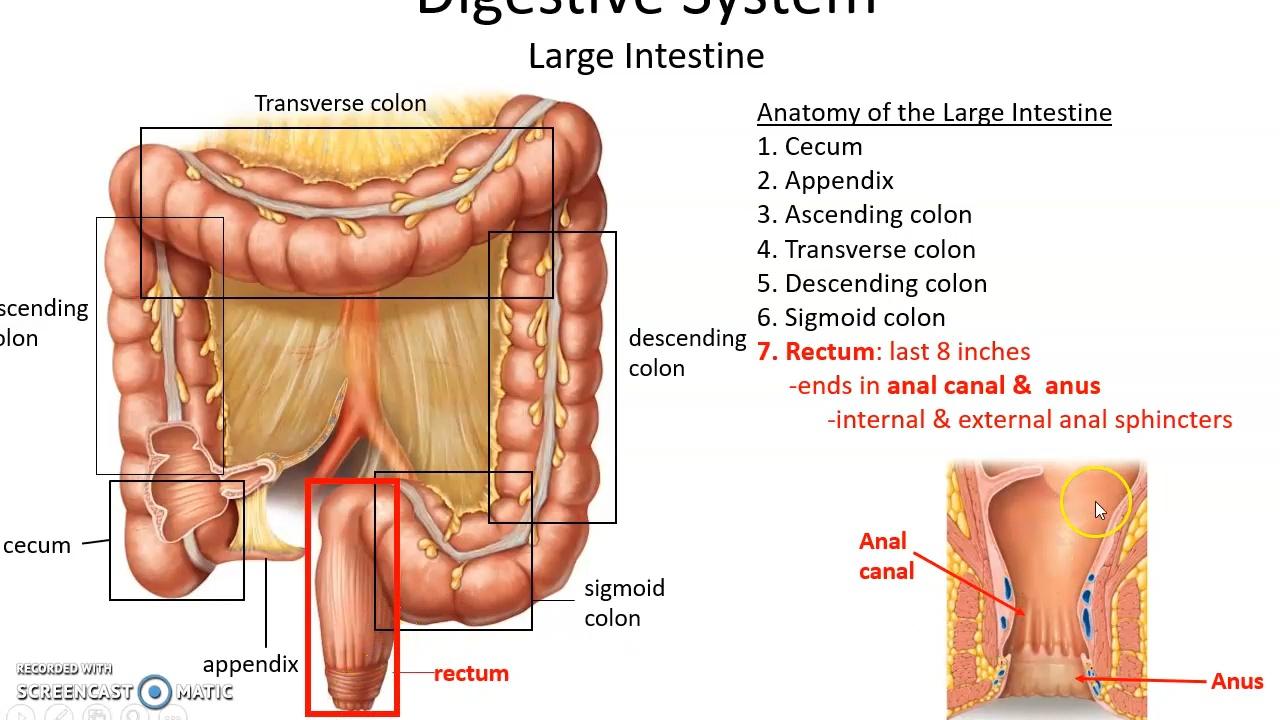 Digestive System
Large Intestine
Transverse colon
Anatomy of the Large Intestine
1. Cecum
2. Appendix
3. Ascending colon
4. Transverse colon
5. Descending colon
6. Sigmoid colon
7. Rectum: last 8 inches
-ends in anal canal & anus
-internal & external anal sphincters
scending
olon
descending
colon
cecum
appendix
rectum
sigmoid
colon
Anal
canal
Anus
RECORDED WITH
SCREENCAST MATIC